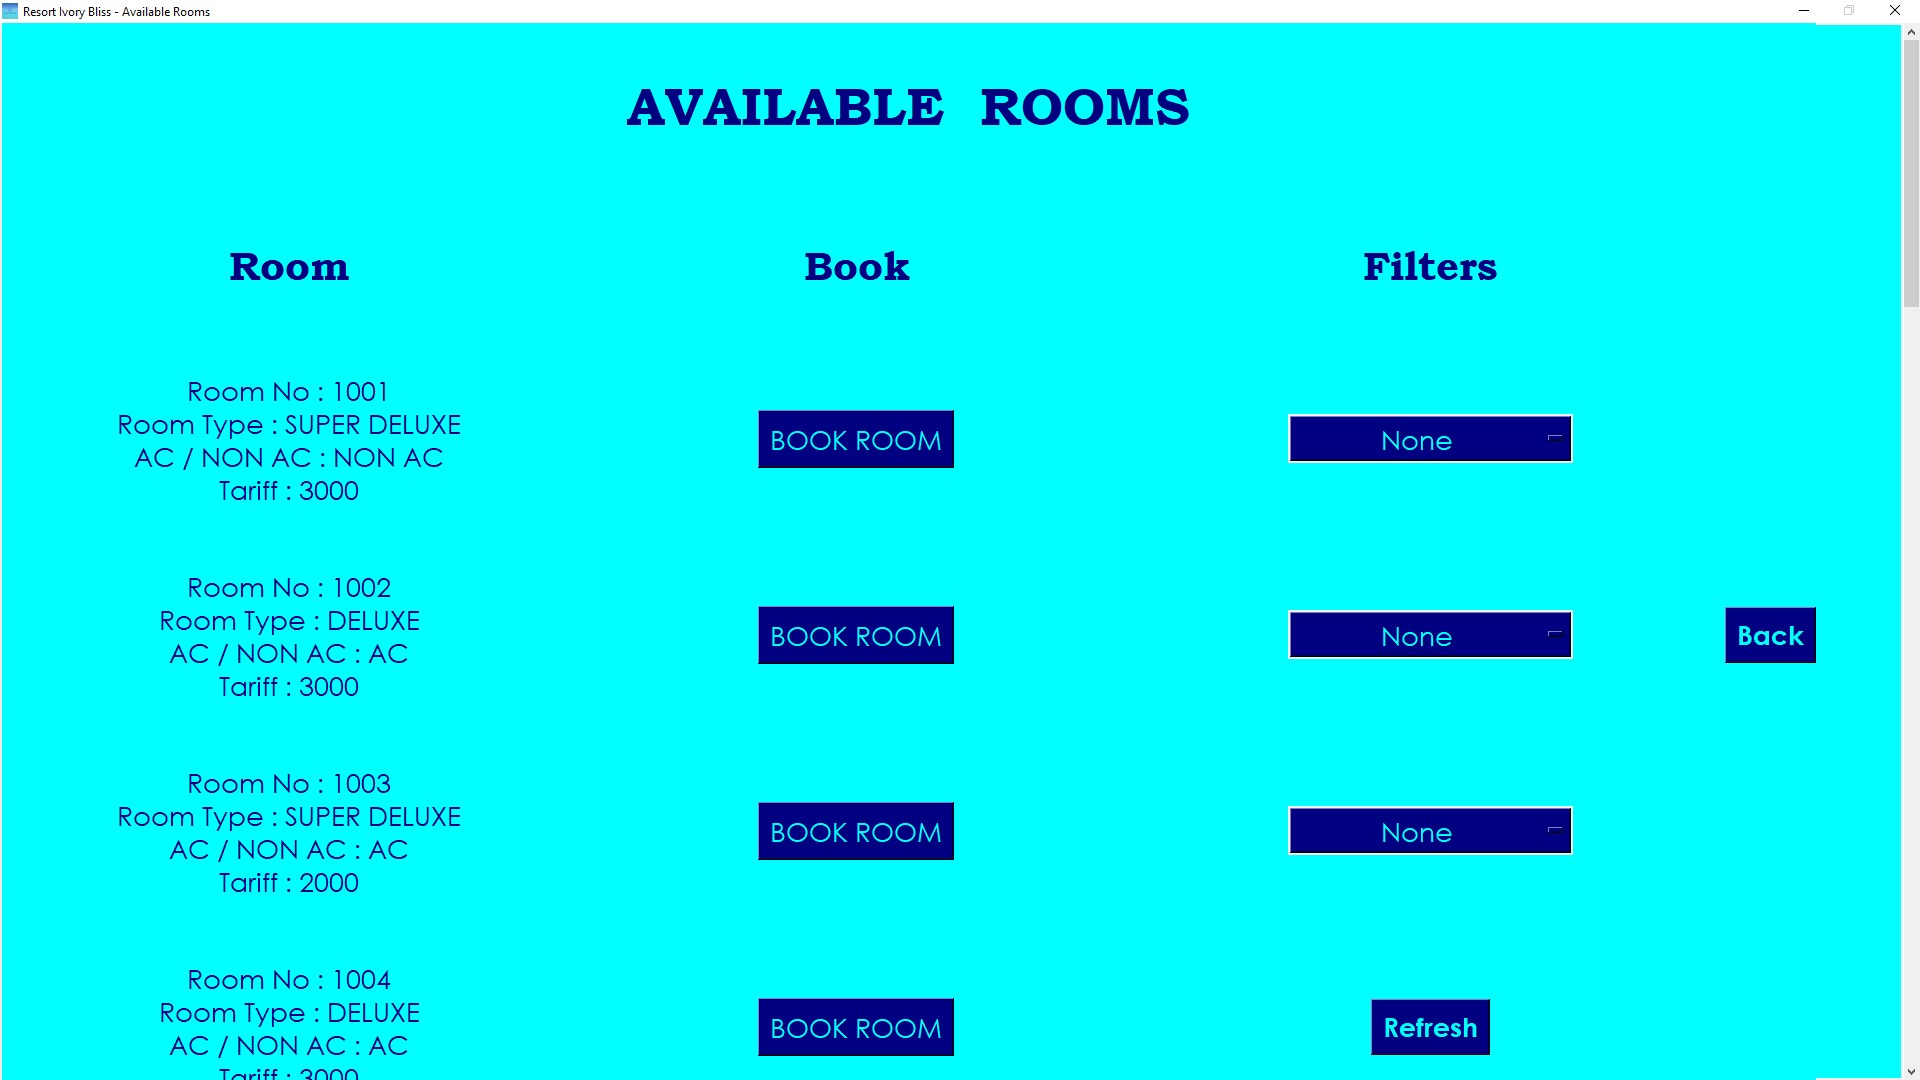 Resort Ivory Bliss - Available Rooms
AVAILABLE ROOMS
Room Book Filters
Room No : 1001
Room Type : SUPER DELUXE
AC / NON AC : NON AC
Tariff : 3000
BOOK ROOM
None
Room No : 1002
Room Type : DELUXE
AC / NON AC : AC
Tariff : 3000
BOOK ROOM
None
Back
Room No : 1003
Room Type : SUPER DELUXE
AC / NON AC : AC
Tariff : 2000
BOOK ROOM
None
Room No : 1004
Room Type : DELUXE
AC / NON AC : AC
Tariff : 3000
BOOK ROOM
Refresh